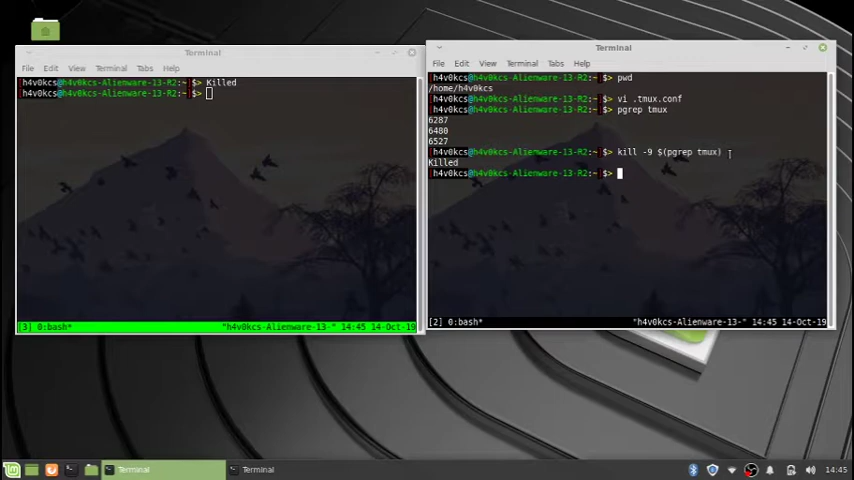 Terminal
File Edit View Terminal Tabs Help
[h4v0kcs@h4v0kcs-Alienware-13-R2:~]$> Killed
[h4v0kcs@h4v0kcs-Alienware-13-R2:~]$>
[3] 0:bash* "h4v0kcs-Alienware-13-" 14:45 14-Oct-19
Terminal
File Edit View Terminal Tabs Help
[h4v0kcs@h4v0kcs-Alienware-13-R2:~]$> pwd
/home/h4v0kcs
[h4v0kcs@h4v0kcs-Alienware-13-R2:~]$> vi .tmux.conf
[h4v0kcs@h4v0kcs-Alienware-13-R2:~]$> pgrep tmux
6287
6480
6527
[h4v0kcs@h4v0kcs-Alienware-13-R2:~]$> kill -9 $(pgrep tmux)
Killed
[h4v0kcs@h4v0kcs-Alienware-13-R2:~]$>
[2] 0:bash* "h4v0kcs-Alienware-13-" 14:45 14-Oct-19
Terminal Terminal 14:45